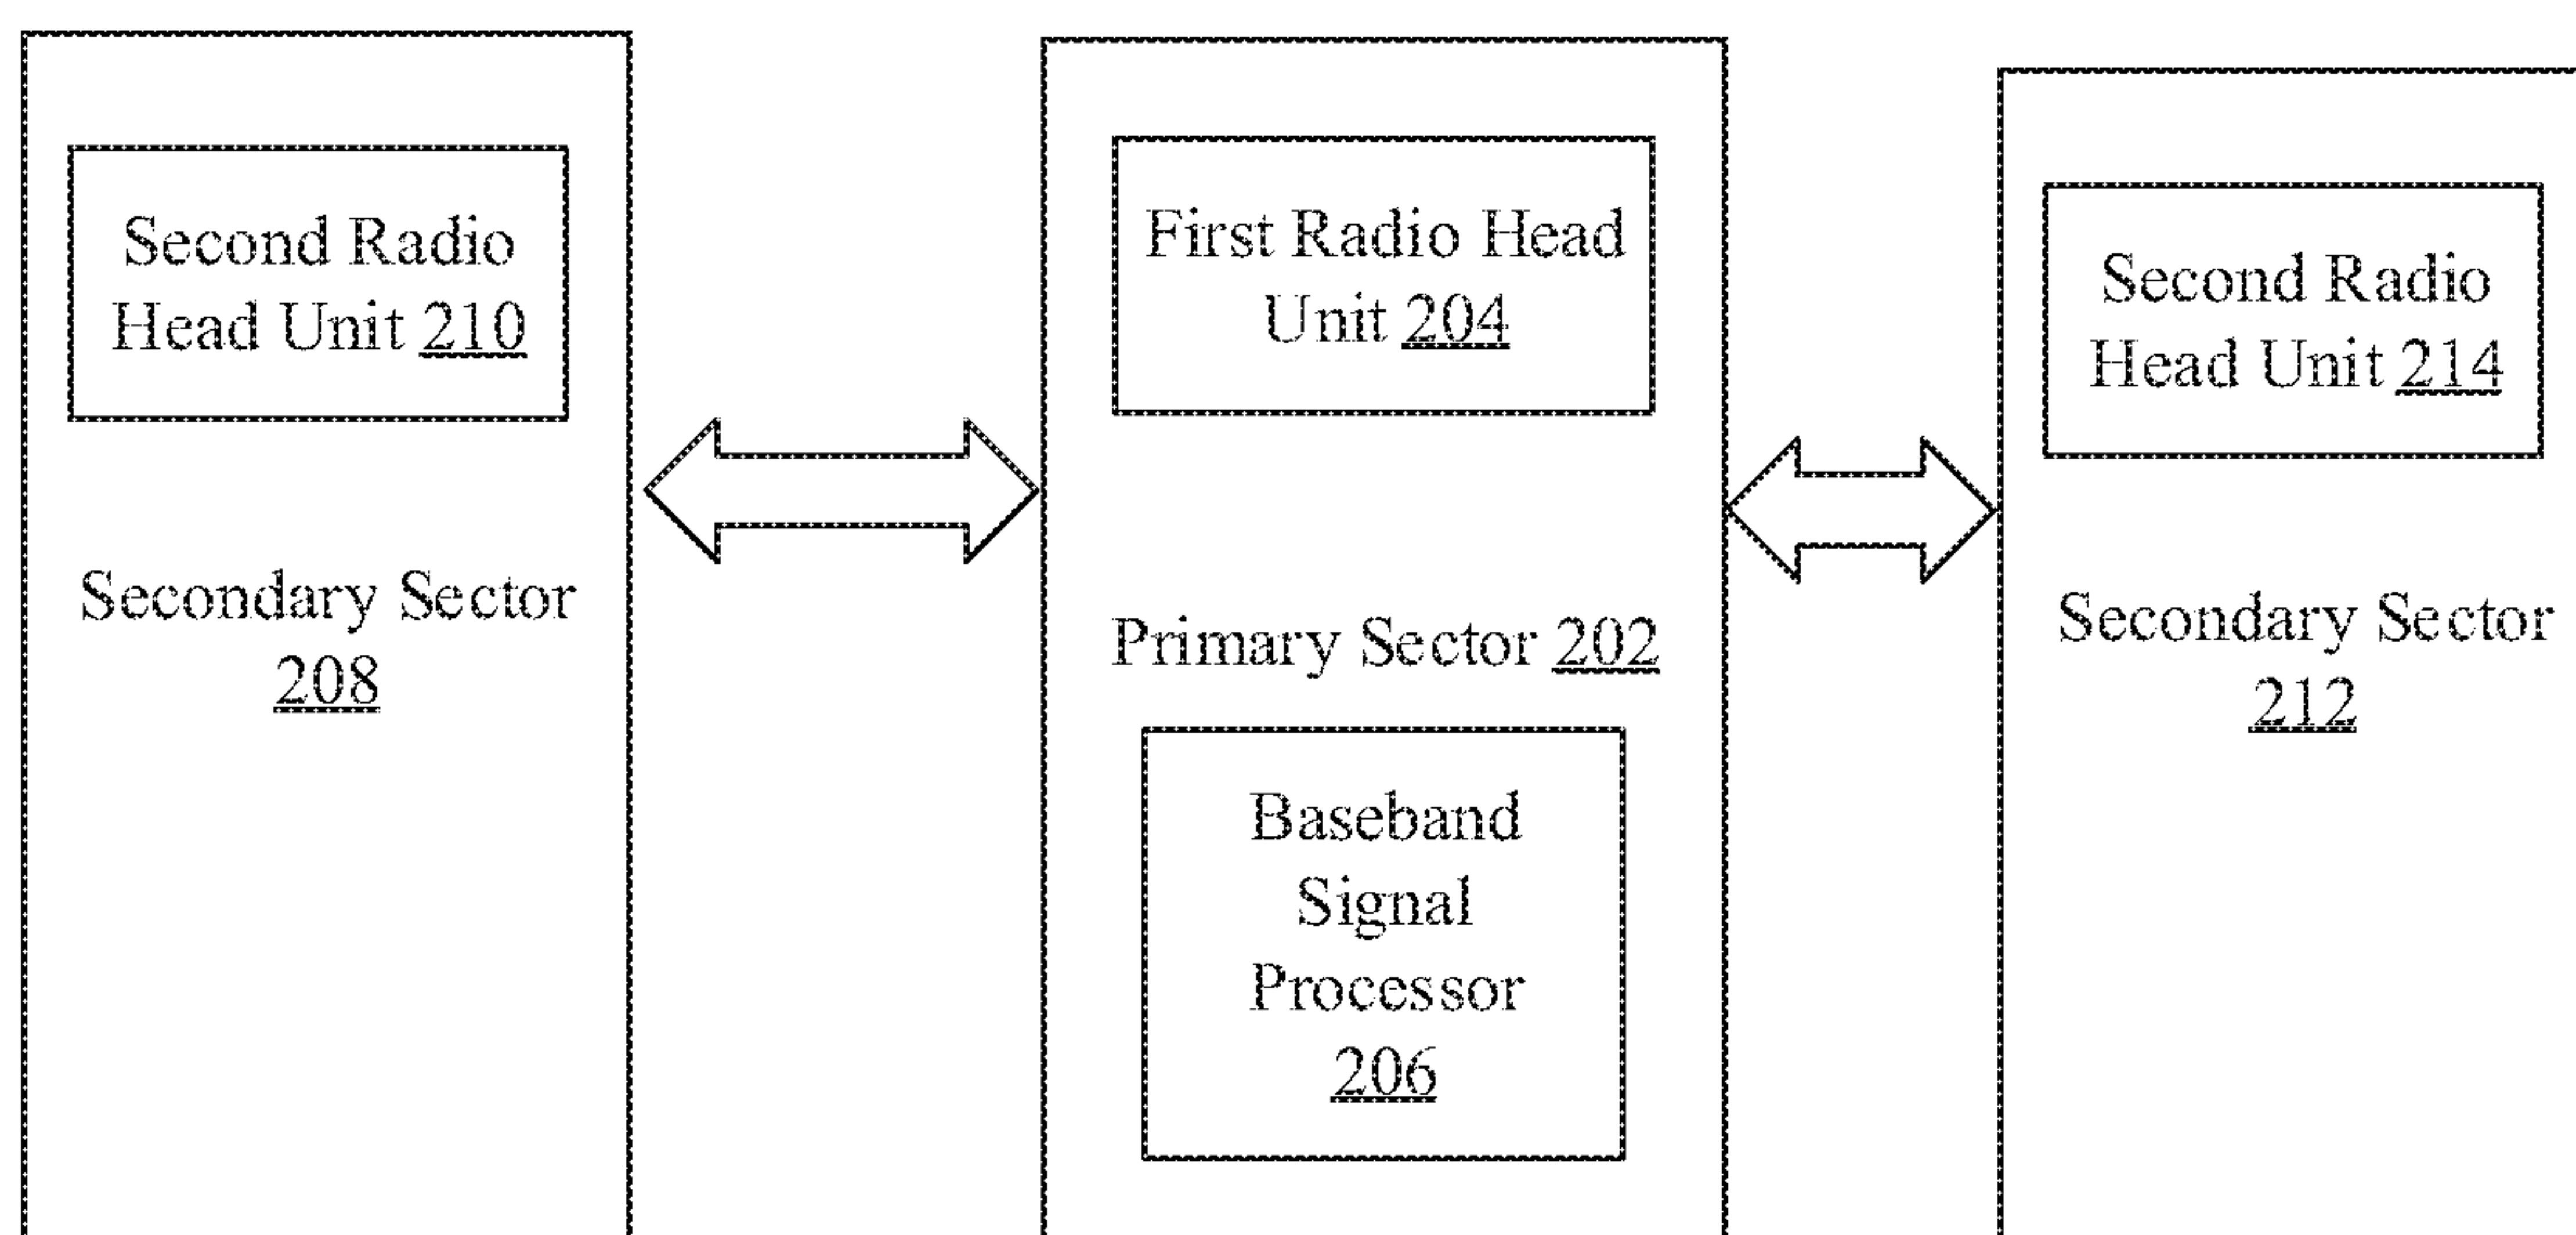 Second Radio
Head Unit 210
Secondary Sector
208
First Radio Head
Unit 204
Primary Sector 202
Baseband
Signal
Processor
206
Second Radio
Head Unit 214
Secondary Sector
212